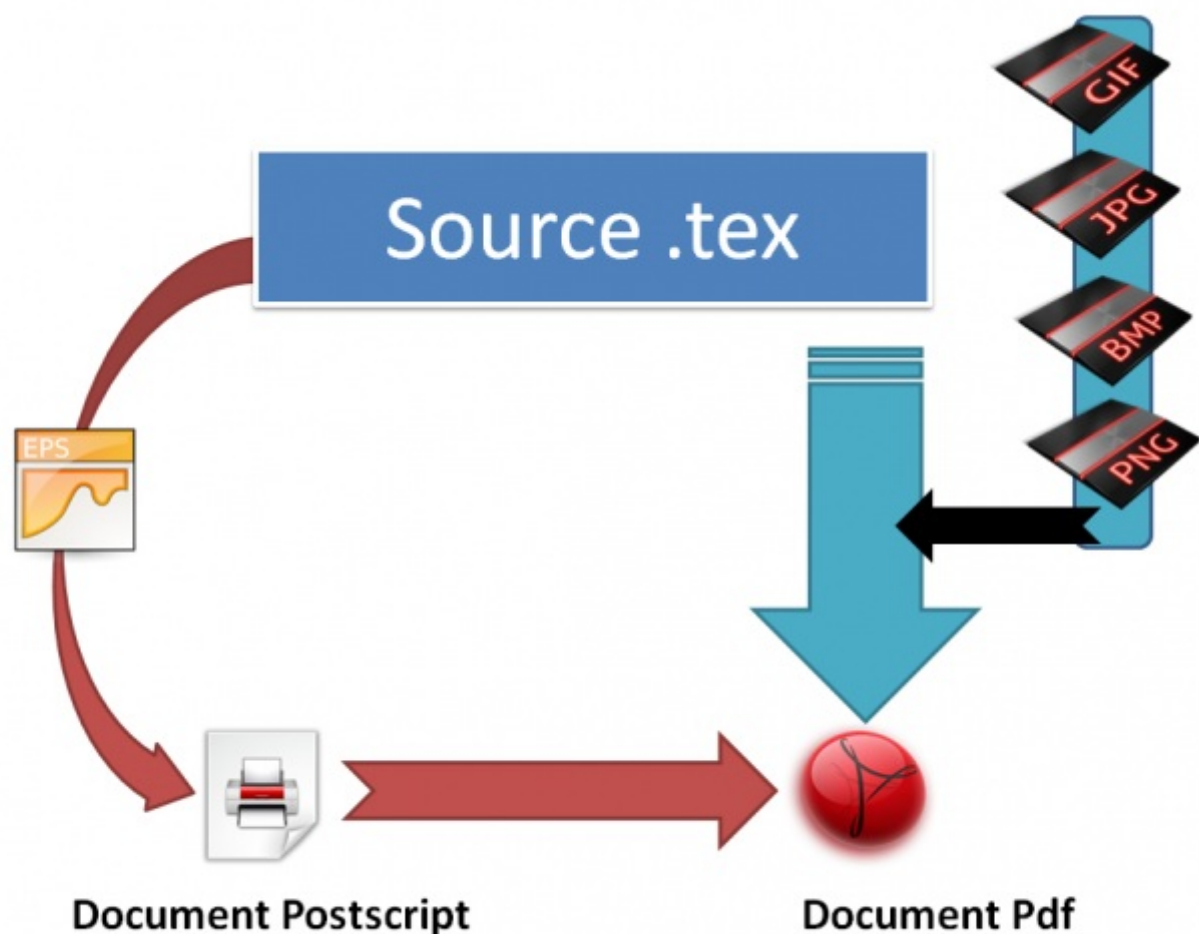 GIF
JPG
Source .tex
BMP
EPS
PNG
Document Postscript
Document Pdf